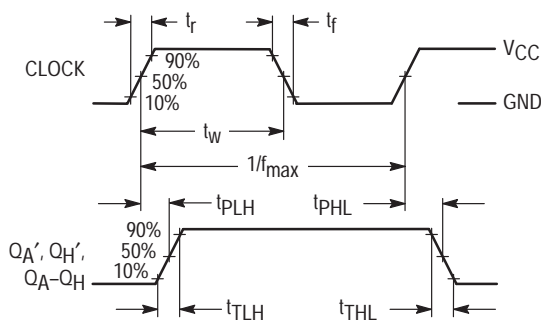 tr
tf
CLOCK
90%
50%
10%
VCC
GND
tw
1/fmax
tPLH
tPHL
QA′, QH′,
QA–QH
90%
50%
10%
tTLH
tTHL